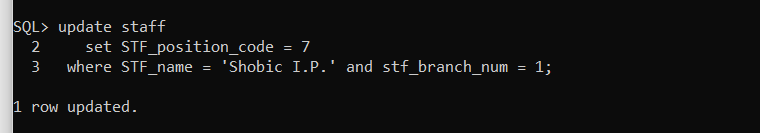 SQL> update staff
  2     set STF_position_code = 7
  3   where STF_name = 'Shobic I.P.' and stf_branch_num = 1;
1 row updated.